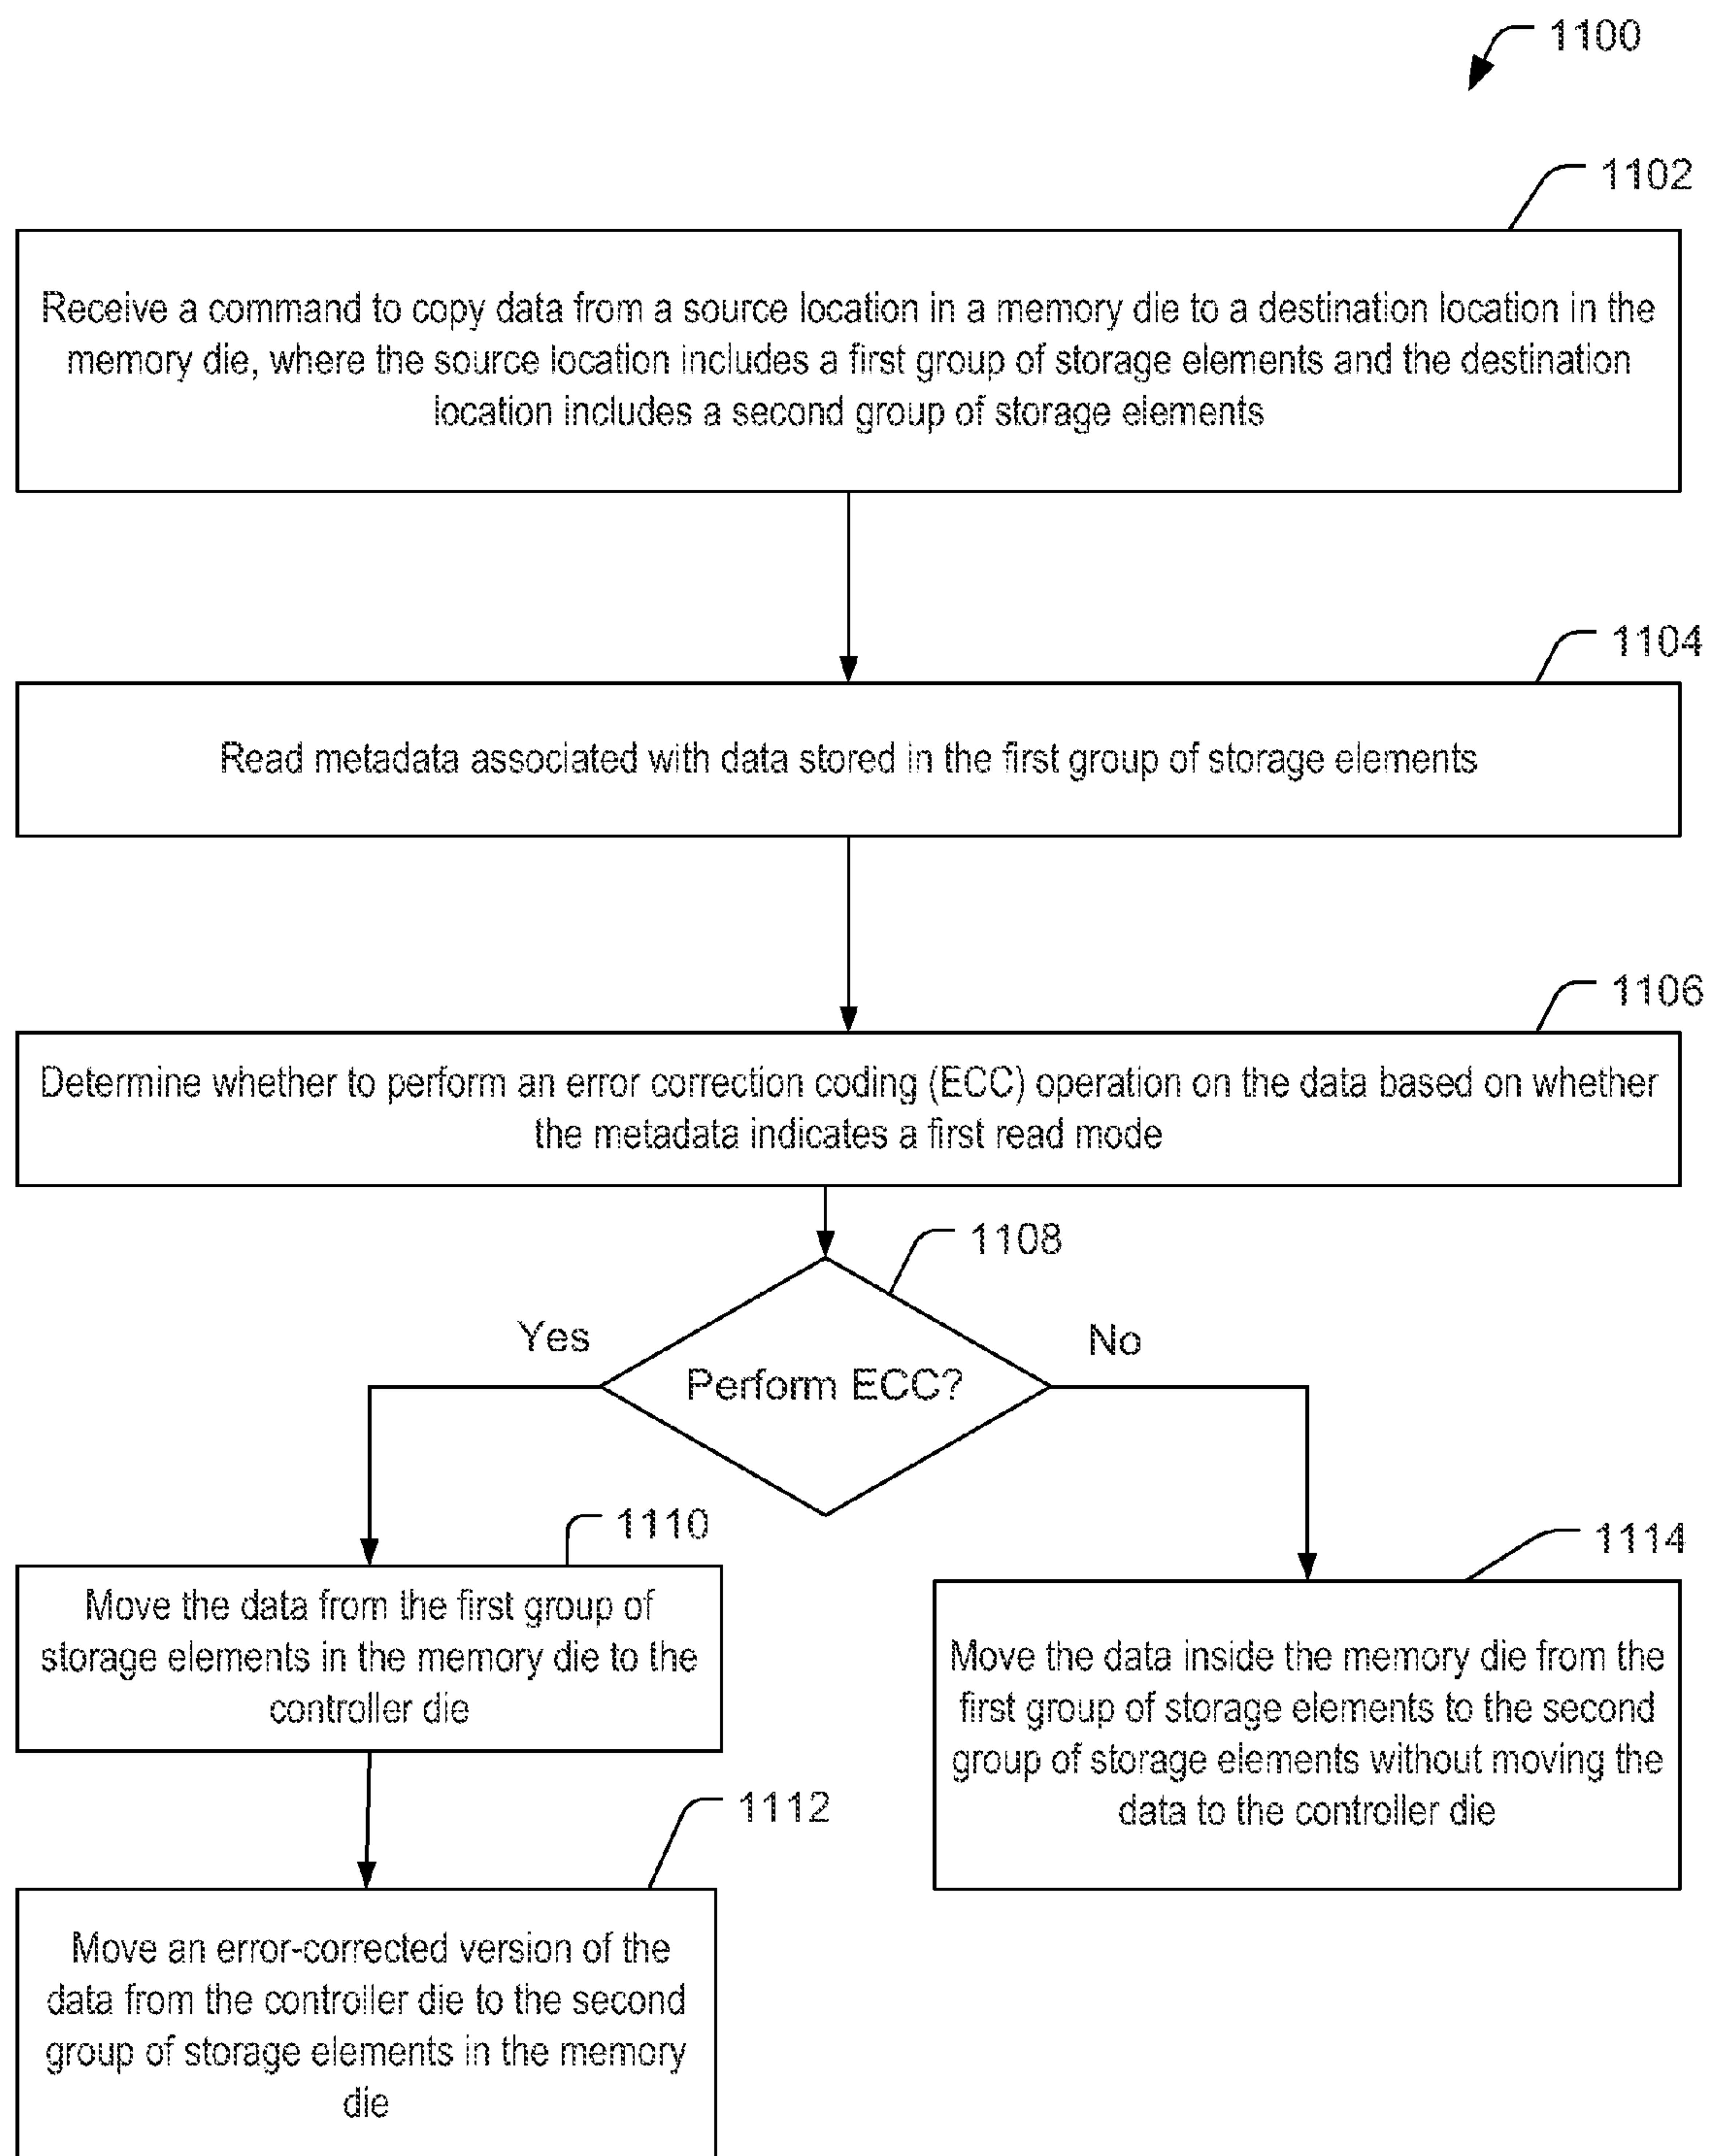 1100
1102
Receive a command to copy data from a source location in a memory die to a destination location in the
memory die, where the source location includes a first group of storage elements and the destination
location includes a second group of storage elements
1104
Read metadata associated with data stored in the first group of storage elements
1106
Determine whether to perform an error correction coding (ECC) operation on the data based on whether
the metadata indicates a first read mode
1108
Yes
No
Perform ECC?
1110
Move the data from the first group of
storage elements in the memory die to the
controller die
1114
Move the data inside the memory die from the
first group of storage elements to the second
group of storage elements without moving the
data to the controller die
1112
Move an error-corrected version of the
data from the controller die to the second
group of storage elements in the memory
die